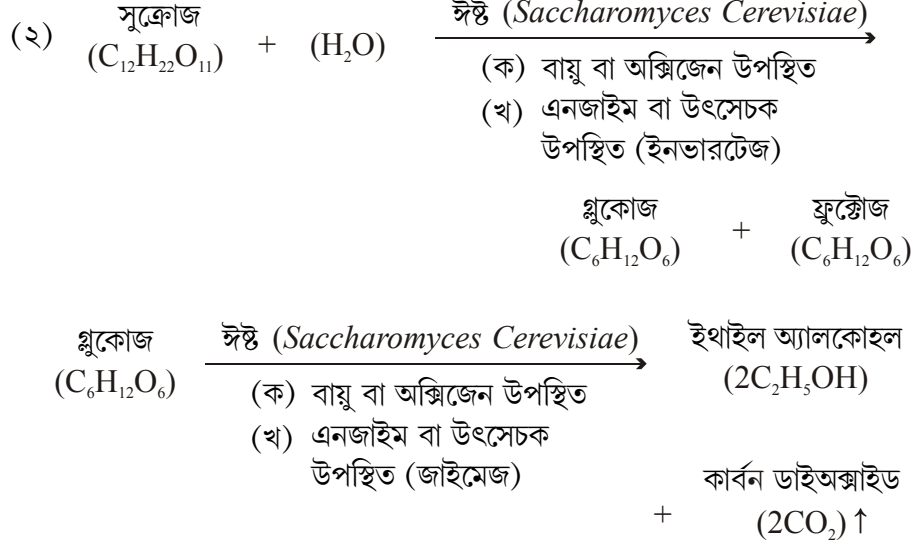 (২) সুক্রোজ ঈষ্ট (Saccharomyces Cerevisiae)
(C₁₂H₂₂O₁₁) + (H₂O)
(ক) বায়ু বা অক্সিজেন উপস্থিত
(খ) এনজাইম বা উৎসেচক
উপস্থিত (ইনভারটেজ)
গ্লুকোজ ফ্রুক্টোজ
(C₆H₁₂O₆) + (C₆H₁₂O₆)
গ্লুকোজ ঈষ্ট (Saccharomyces Cerevisiae) ইথাইল অ্যালকোহল
(C₆H₁₂O₆) (2C₂H₅OH)
(ক) বায়ু বা অক্সিজেন উপস্থিত
(খ) এনজাইম বা উৎসেচক
উপস্থিত (জাইমেজ) কার্বন ডাইঅক্সাইড
+ (2CO₂)↑